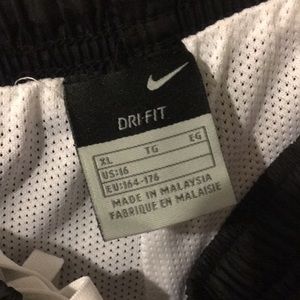 DRI-FIT
XL TG EG
US:16
EU:164-176
MADE IN MALAYSIA
FABRIQUE EN MALAISIE